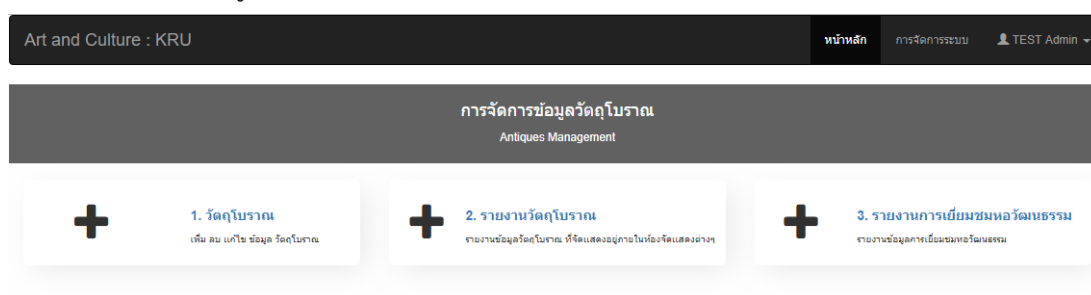 Art and Culture : KRU
หน้าหลัก
การจัดการระบบ
TEST Admin
การจัดการข้อมูลวัตถุโบราณ
Antiques Management
1. วัตถุโบราณ
เพิ่ม ลบ แก้ไข ข้อมูล วัตถุโบราณ
2. รายงานวัตถุโบราณ
รายงานข้อมูลวัตถุโบราณ ที่จัดแสดงอยู่ภายในห้องจัดแสดงต่างๆ
3. รายงานการเยี่ยมชมหอวัฒนธรรม
รายงานข้อมูลการเยี่ยมชมหอวัฒนธรรม